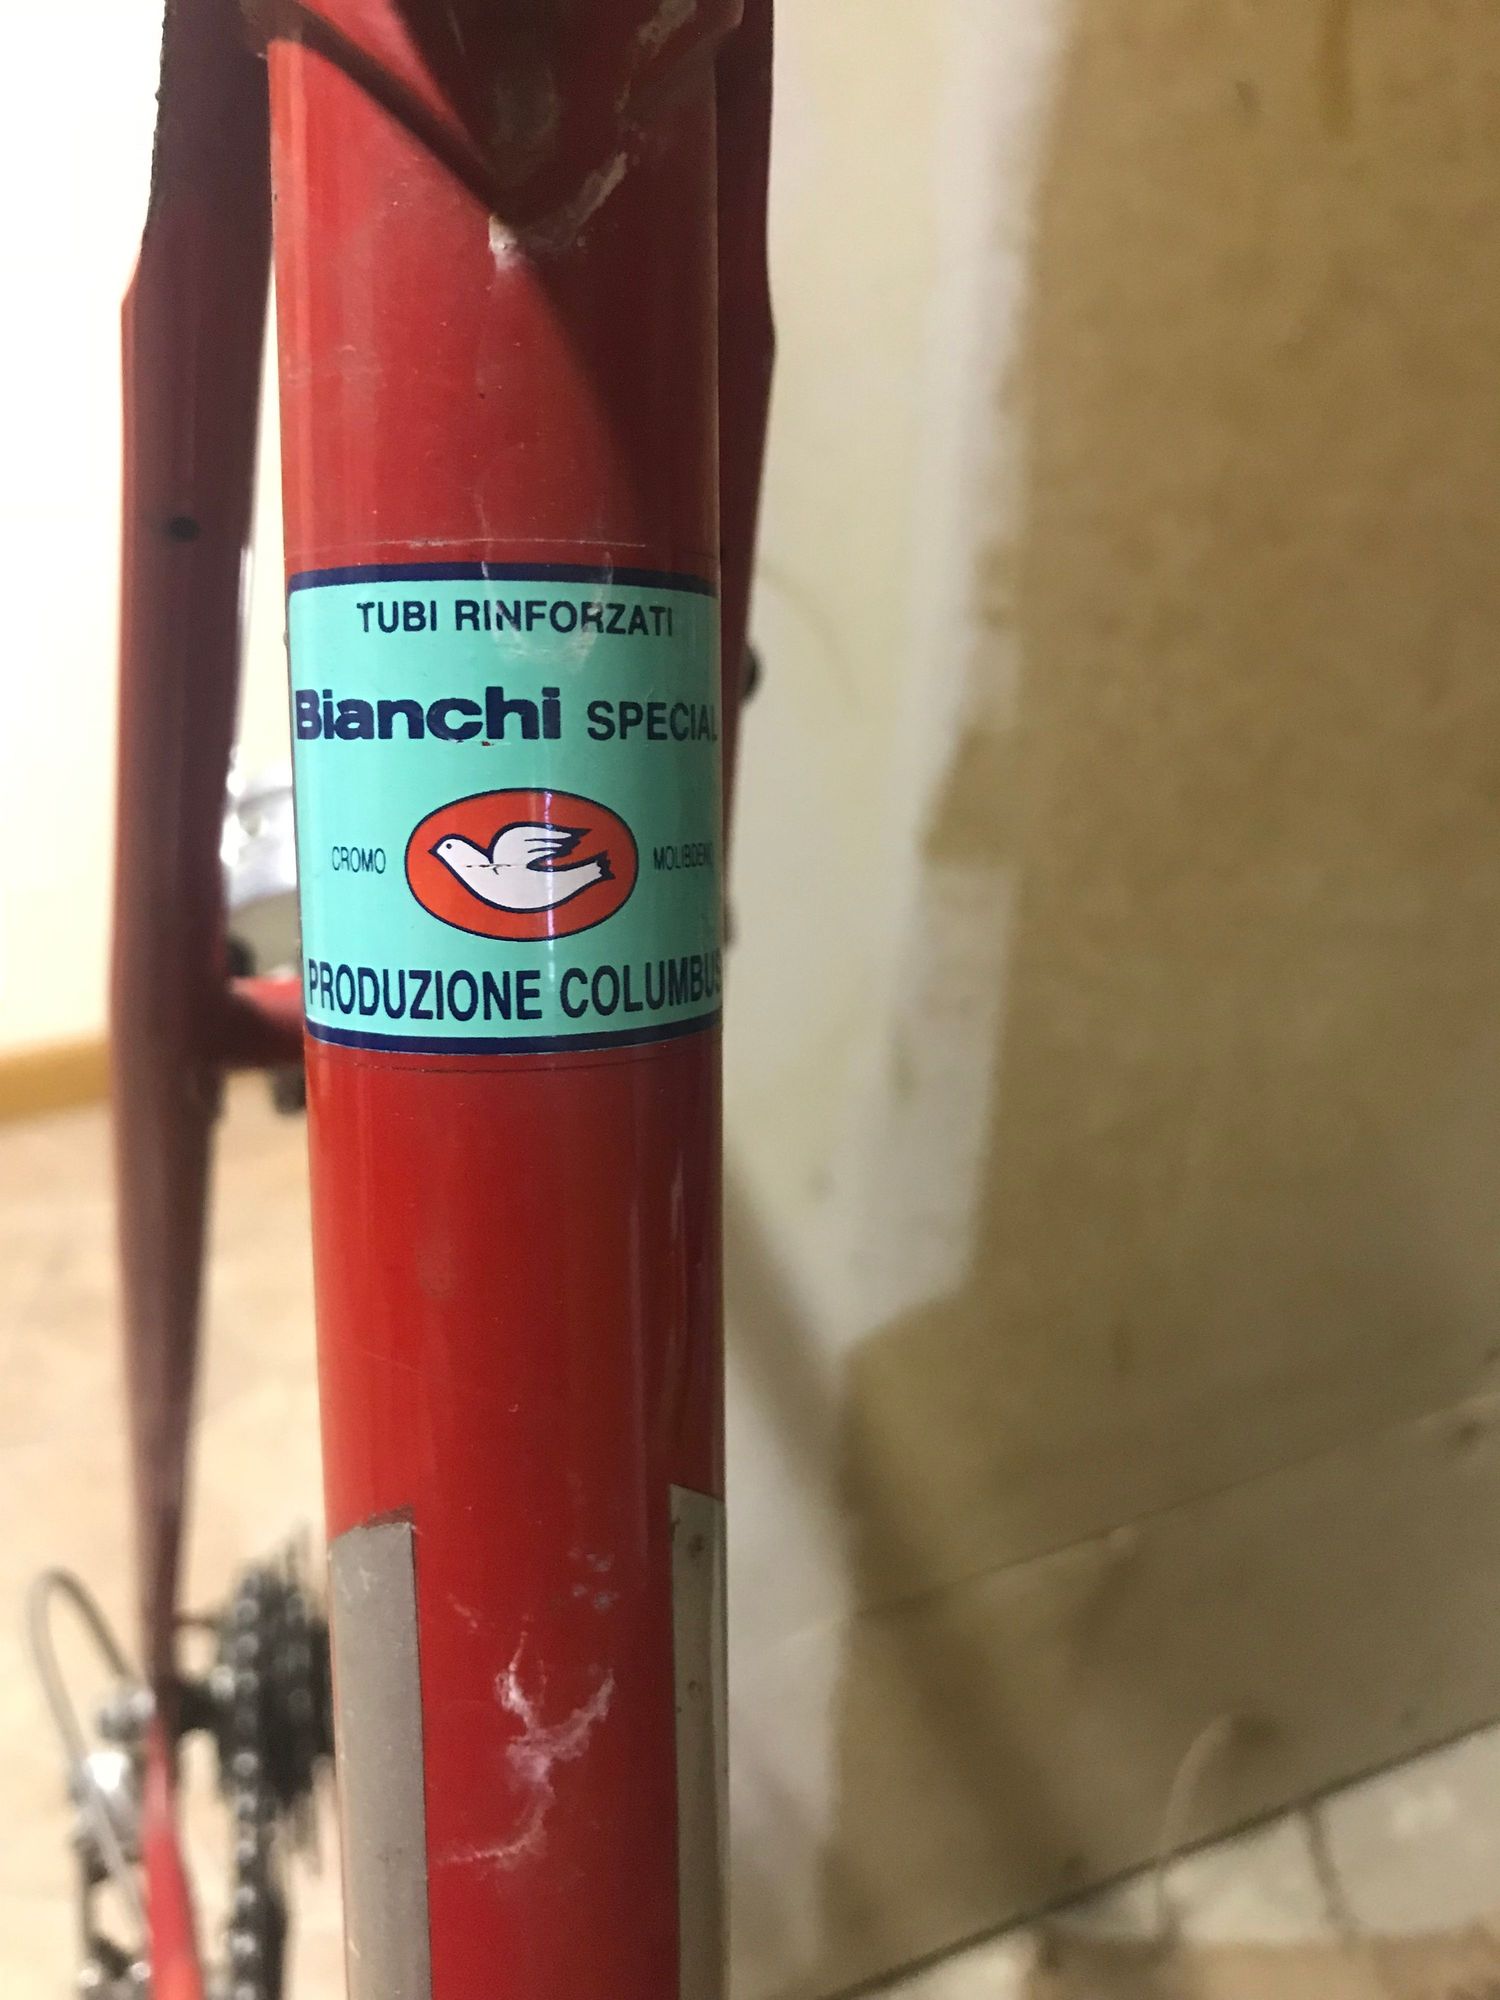 TUBI RINFORZATI
Bianchi SPECIAL
CROMO MOLIBDENO
PRODUZIONE COLUMBUS